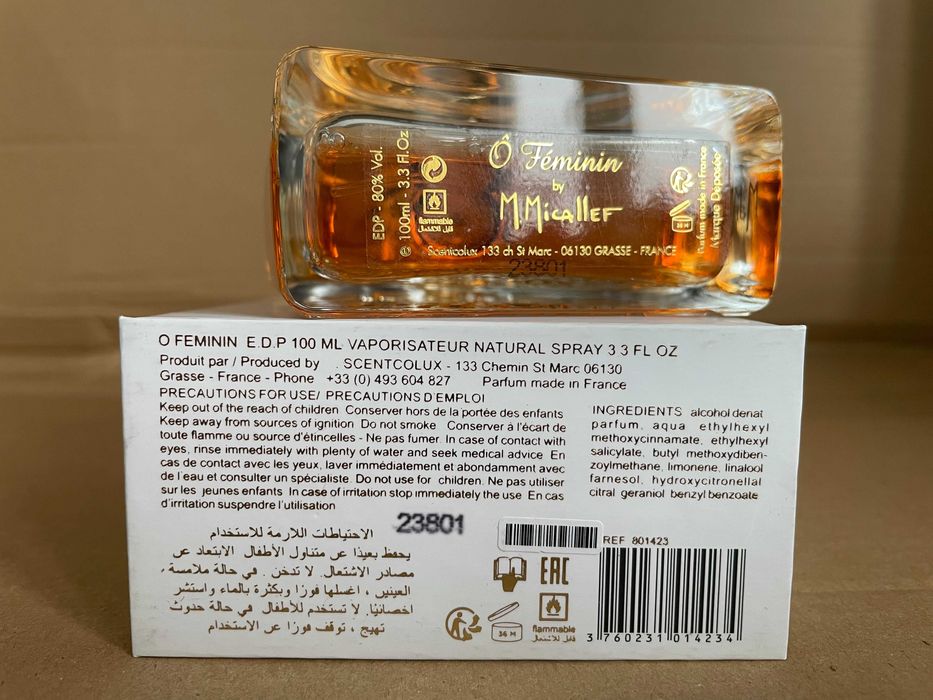 Ô Féminin
by
M.Micallef
EDP - 80% Vol.
℮ 100ml - 3.3 Fl.Oz
flammable
قابل للاشتعال
36 M
Parfum made in France
Marque Déposée
Scentcolux 133 ch St Marc - 06130 GRASSE - FRANCE
23801
O FEMININ E.D.P 100 ML VAPORISATEUR NATURAL SPRAY 3 3 FL OZ
Produit par / Produced by . SCENTCOLUX - 133 Chemin St Marc 06130
Grasse - France - Phone +33 (0) 493 604 827 Parfum made in France
PRECAUTIONS FOR USE/ PRECAUTIONS D'EMPLOI
Keep out of the reach of children Conserver hors de la portée des enfants
Keep away from sources of ignition Do not smoke Conserver à l'écart de
toute flamme ou source d'étincelles - Ne pas fumer. In case of contact with
eyes, rinse immediately with plenty of water and seek medical advice En
cas de contact avec les yeux, laver immédiatement et abondamment avec
de l'eau et consulter un spécialiste. Do not use for children. Ne pas utiliser
sur les jeunes enfants In case of irritation stop immediately the use En cas
d'irritation suspendre l'utilisation
INGREDIENTS alcohol denat
parfum, aqua ethylhexyl
methoxycinnamate, ethylhexyl
salicylate, butyl methoxydiben-
zoylmethane, limonene, linalool
farnesol, hydroxycitronellal
citral geraniol benzyl benzoate
23801
الاحتياطات اللازمة للاستخدام
يحفظ بعيدًا عن متناول الأطفال الابتعاد عن
مصادر الاشتعال. لا تدخن . في حالة ملامسة ،
العينين ، اغسلها فورًا وبكثرة بالماء واستشر
اخصائيًا. لا تستخدم للأطفال في حالة حدوث
تهيج ، توقف فورًا عن الاستخدام
REF 801423
EAC
36 M
flammable
قابل للاشتعال
3 760231 014234